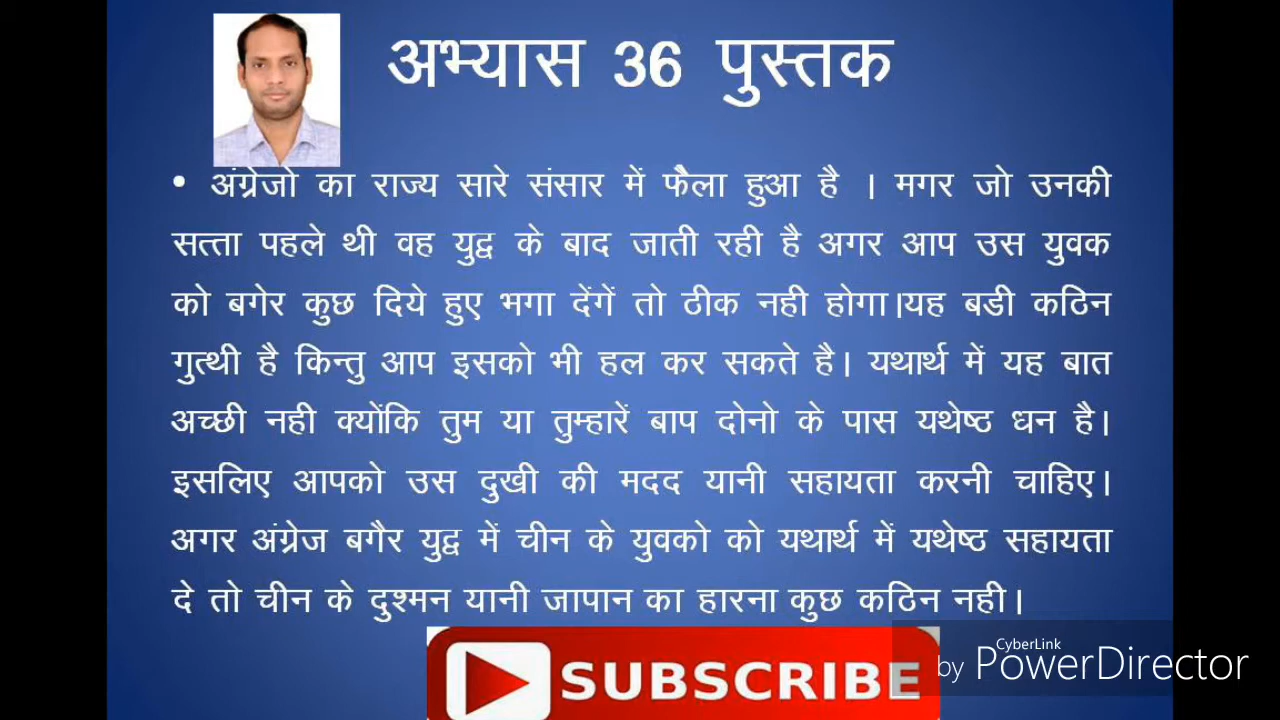 अभ्यास 36 पुस्तक
• अंग्रेजो का राज्य सारे संसार में फैला हुआ है । मगर जो उनकी
सत्ता पहले थी वह युद्व के बाद जाती रही है अगर आप उस युवक
को बगेर कुछ दिये हुए भगा देंगें तो ठीक नही होगा।यह बडी कठिन
गुत्थी है किन्तु आप इसको भी हल कर सकते है। यथार्थ में यह बात
अच्छी नही क्योंकि तुम या तुम्हारें बाप दोनो के पास यथेष्ठ धन है।
इसलिए आपको उस दुखी की मदद यानी सहायता करनी चाहिए।
अगर अंग्रेज बगैर युद्व में चीन के युवको को यथार्थ में यथेष्ठ सहायता
दे तो चीन के दुश्मन यानी जापान का हारना कुछ कठिन नही।
SUBSCRIBE
CyberLink
by PowerDirector